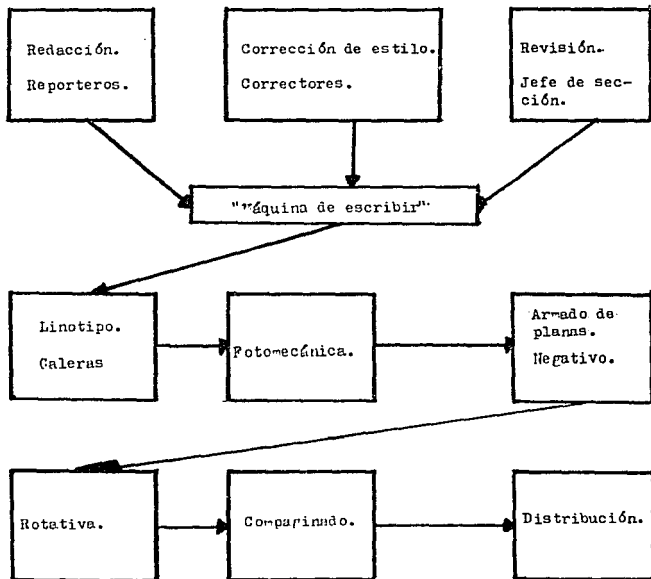 Redacción.
Reporteros.
Corrección de estilo.
Correctores.
Revisión.
Jefe de sec-
ción.
"Máquina de escribir"
Linotipo.
Galeras
Fotomecánica.
Armado de
planas.
Negativo.
Rotativa.
Compaginado.
Distribución.